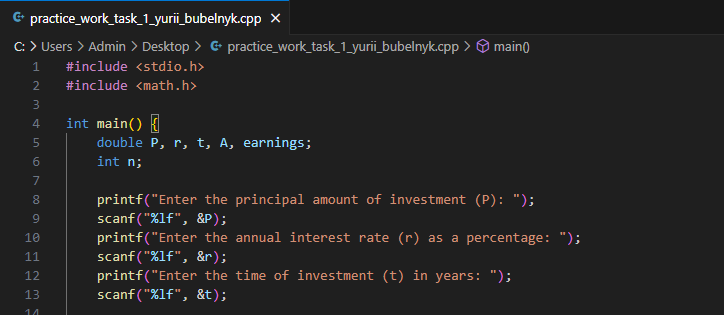 practice_work_task_1_yurii_bubelnyk.cpp ×
C: > Users > Admin > Desktop > practice_work_task_1_yurii_bubelnyk.cpp > main()
1 #include <stdio.h>
2 #include <math.h>
3
4 int main() {
5     double P, r, t, A, earnings;
6     int n;
7
8     printf("Enter the principal amount of investment (P): ");
9     scanf("%lf", &P);
10     printf("Enter the annual interest rate (r) as a percentage: ");
11     scanf("%lf", &r);
12     printf("Enter the time of investment (t) in years: ");
13     scanf("%lf", &t);
14